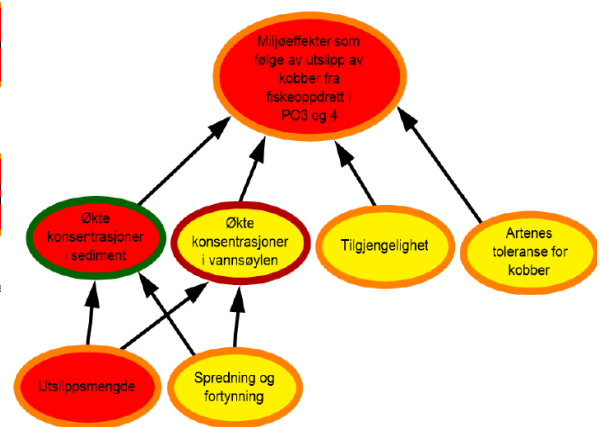 Miljøeffekter som
følge av utslipp av
kobber fra
fiskeoppdrett i
PO3 og 4
Økte
konsentrasjoner
i sediment
Økte
konsentrasjoner
i vannsøylen
Tilgjengelighet
Artenes
toleranse for
kobber
Utslippsmengde
Spredning og
fortynning